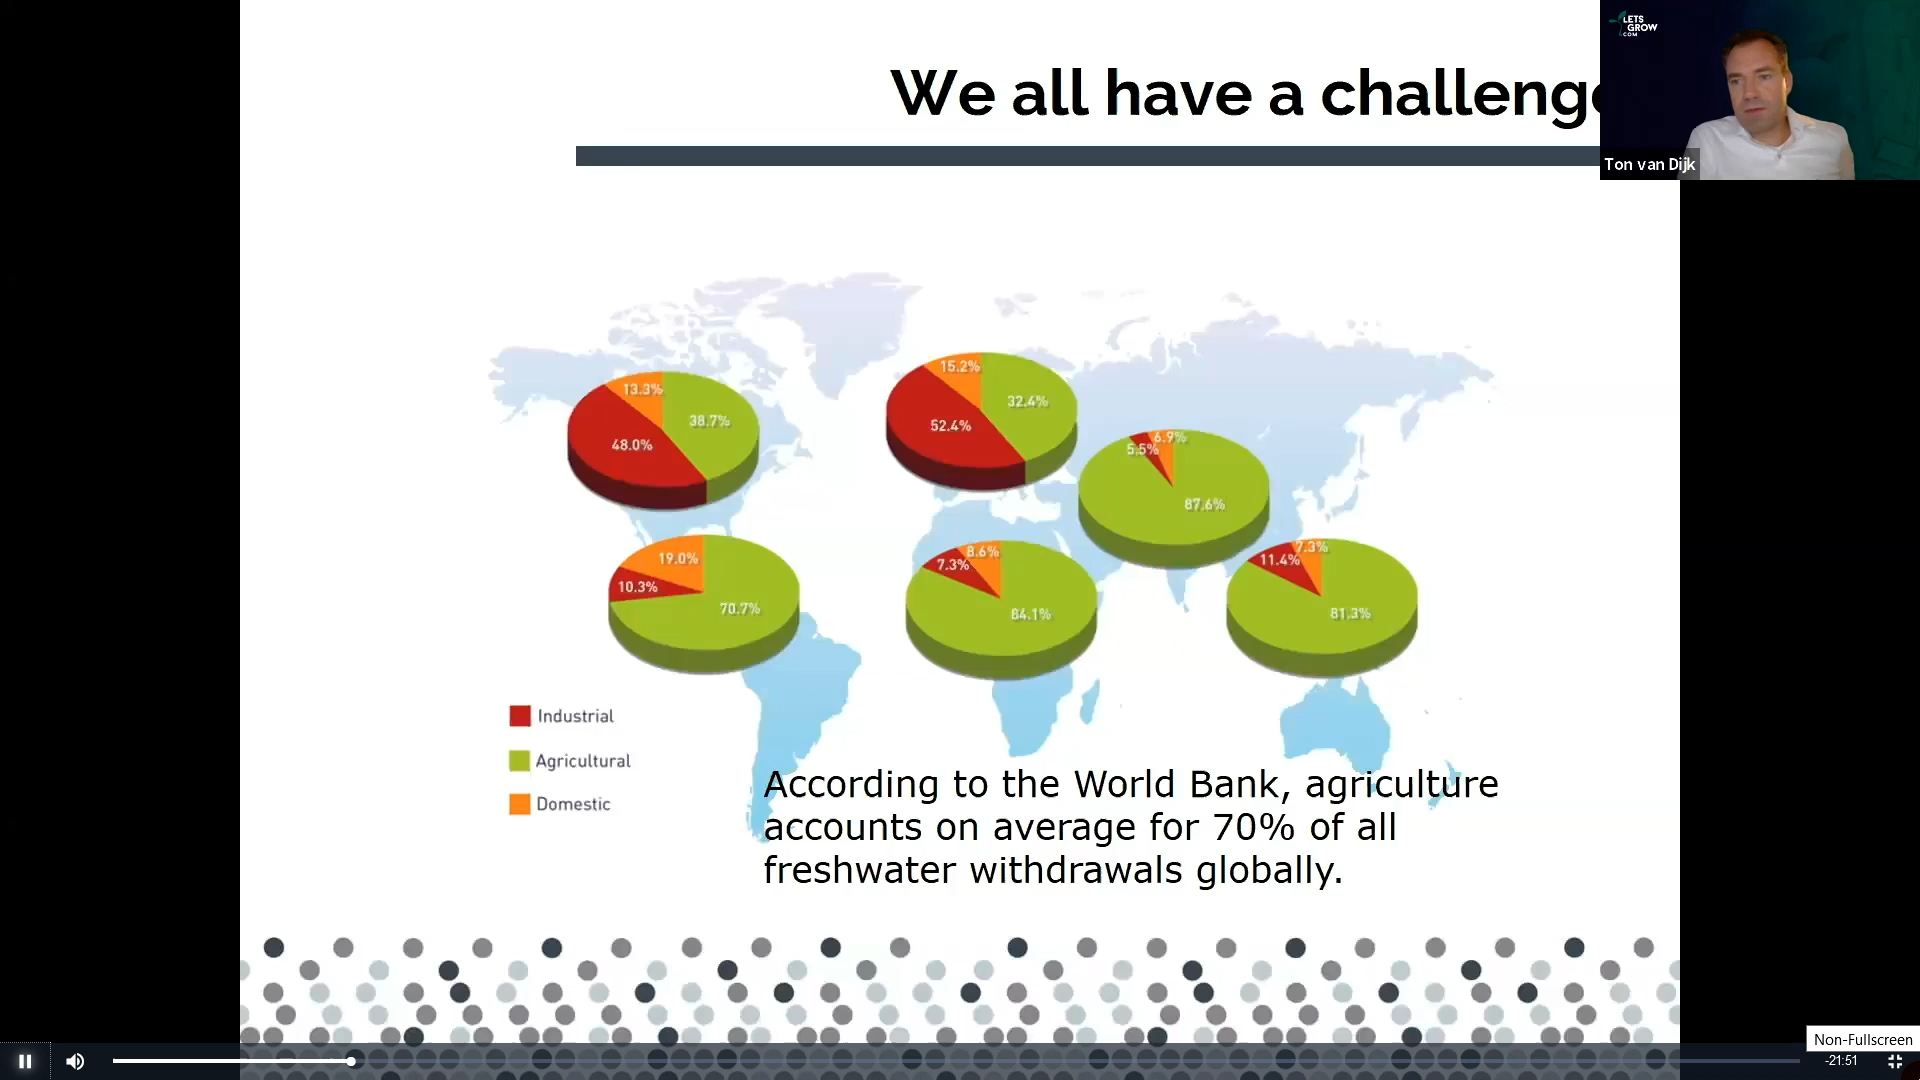 We all have a challeng
LETS
GROW
.COM
Ton van Dijk
13.3%
38.7%
48.0%
15.2%
32.4%
52.4%
6.9%
5.5%
87.6%
19.0%
10.3%
70.7%
8.6%
7.3%
84.1%
7.3%
11.4%
81.3%
Industrial
Agricultural
Domestic
According to the World Bank, agriculture
accounts on average for 70% of all
freshwater withdrawals globally.
Non-Fullscreen
-21:51